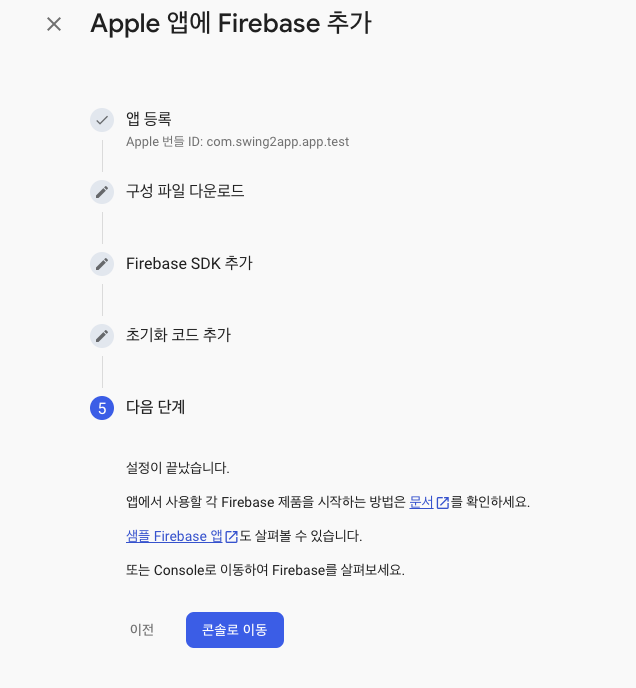 Apple 앱에 Firebase 추가
앱 등록
Apple 번들 ID: com.swing2app.app.test
구성 파일 다운로드
Firebase SDK 추가
초기화 코드 추가
5 다음 단계
설정이 끝났습니다.
앱에서 사용할 각 Firebase 제품을 시작하는 방법은 문서를 확인하세요.
샘플 Firebase 앱도 살펴볼 수 있습니다.
또는 Console로 이동하여 Firebase를 살펴보세요.
이전 콘솔로 이동